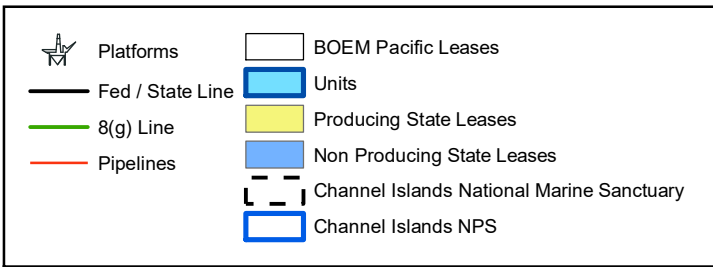 Platforms
Fed / State Line
8(g) Line
Pipelines
BOEM Pacific Leases
Units
Producing State Leases
Non Producing State Leases
Channel Islands National Marine Sanctuary
Channel Islands NPS